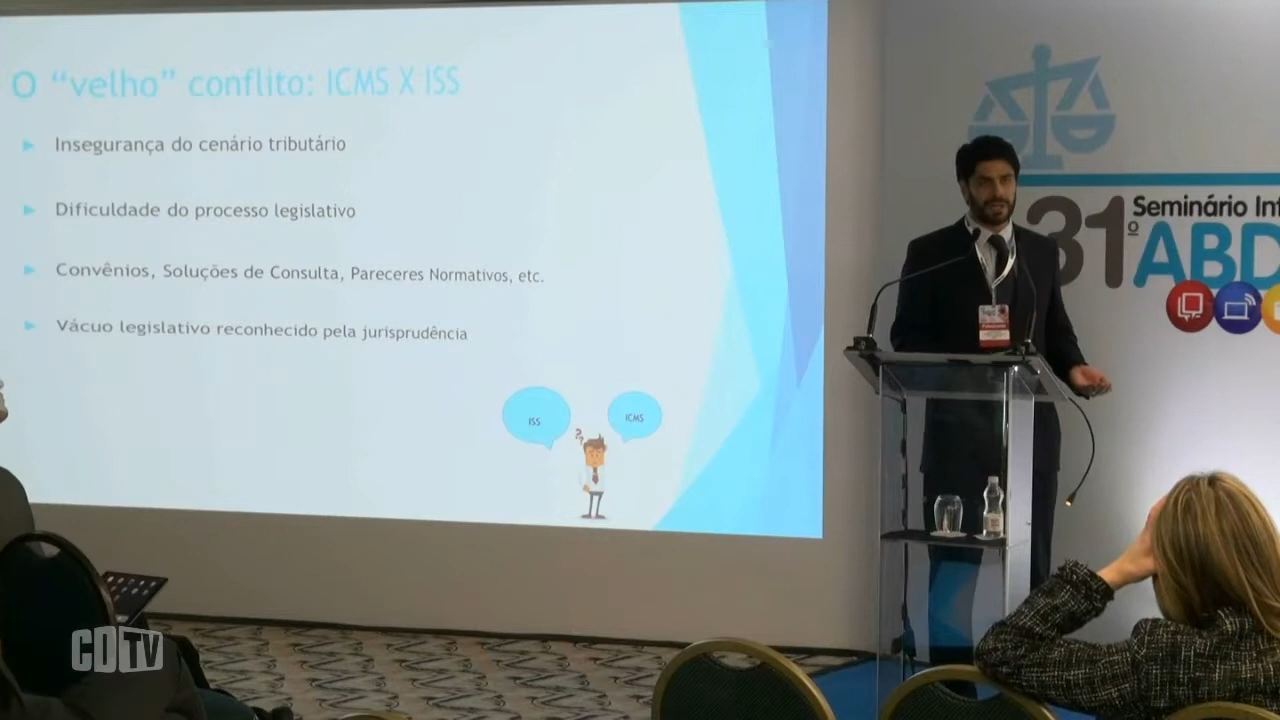 O “velho” conflito: ICMS X ISS
Insegurança do cenário tributário
Dificuldade do processo legislativo
Convênios, Soluções de Consulta, Pareceres Normativos, etc.
Vácuo legislativo reconhecido pela jurisprudência
ISS
ICMS
??
31º
Seminário Int
ABD
CDTV